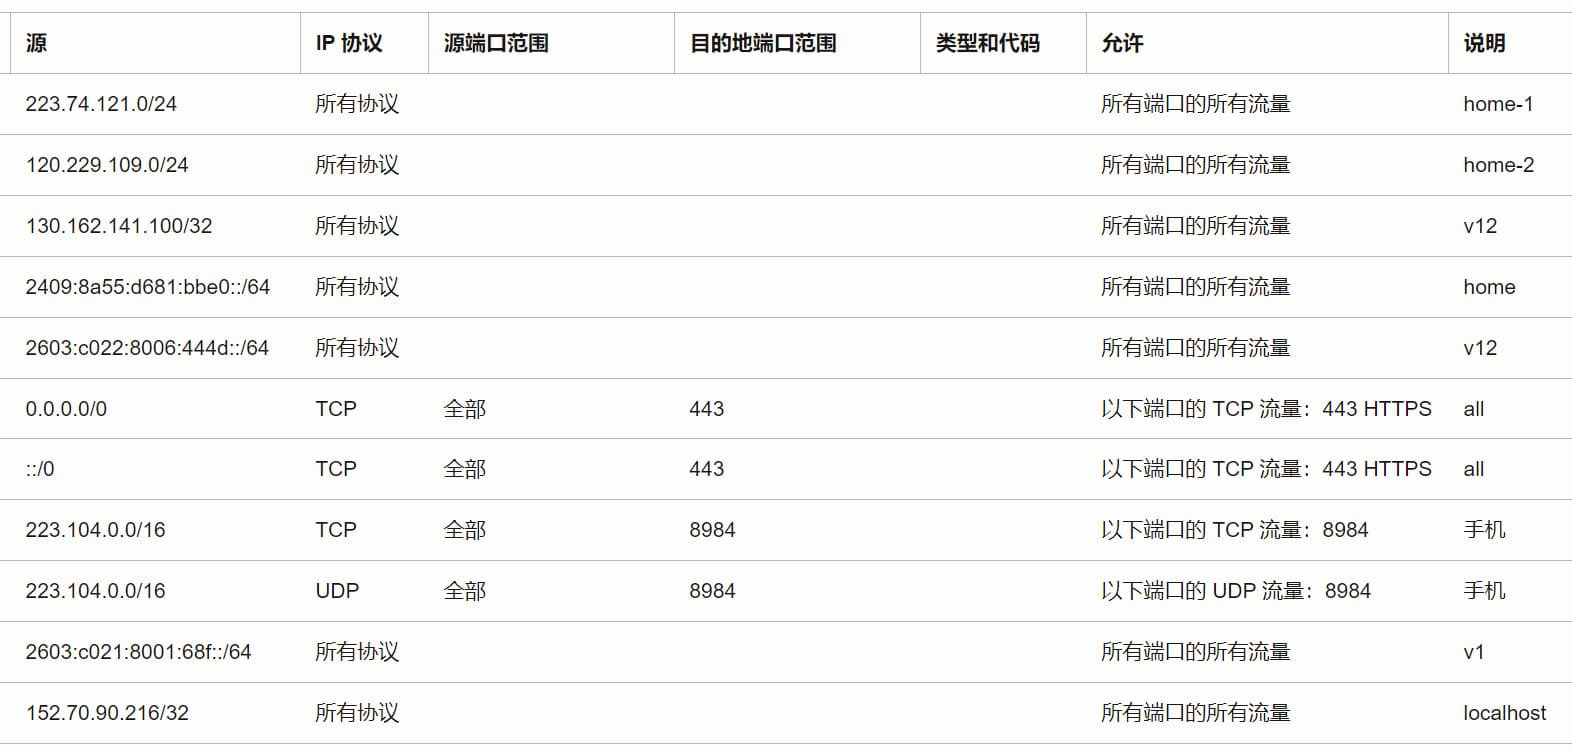 源 IP 协议 源端口范围 目的地端口范围 类型和代码 允许 说明
223.74.121.0/24 所有协议 所有端口的所有流量 home-1
120.229.109.0/24 所有协议 所有端口的所有流量 home-2
130.162.141.100/32 所有协议 所有端口的所有流量 v12
2409:8a55:d681:bbe0::/64 所有协议 所有端口的所有流量 home
2603:c022:8006:444d::/64 所有协议 所有端口的所有流量 v12
0.0.0.0/0 TCP 全部 443 以下端口的 TCP 流量：443 HTTPS all
::/0 TCP 全部 443 以下端口的 TCP 流量：443 HTTPS all
223.104.0.0/16 TCP 全部 8984 以下端口的 TCP 流量：8984 手机
223.104.0.0/16 UDP 全部 8984 以下端口的 UDP 流量：8984 手机
2603:c021:8001:68f::/64 所有协议 所有端口的所有流量 v1
152.70.90.216/32 所有协议 所有端口的所有流量 localhost